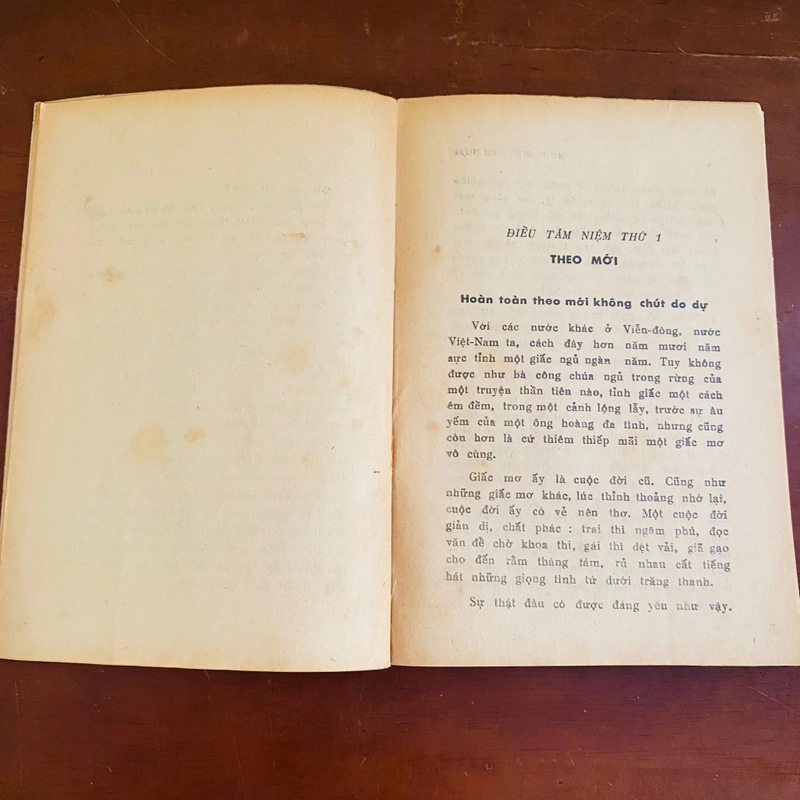 ĐIỀU TÂM NIỆM THỨ 1
THEO MỚI
Hoàn toàn theo mới không chút do dự
Với các nước khác ở Viễn-đông, nước
Việt-Nam ta, cách đây hơn năm mươi năm
sực tỉnh một giấc ngủ ngàn năm. Tuy không
được như bà công chúa ngủ trong rừng của
một truyện thần tiên nào, tỉnh giấc một cách
êm đềm, trong một cảnh lộng lẫy, trước sự âu
yếm của một ông hoàng đa tình, nhưng cũng
còn hơn là cứ thiêm thiếp mãi một giấc mơ
vô cùng.
Giấc mơ ấy là cuộc đời cũ. Cũng như
những giấc mơ khác, lúc thỉnh thoảng nhớ lại,
cuộc đời ấy có vẻ nên thơ. Một cuộc đời
giản dị, chất phác : trai thì ngâm phú, đọc
văn để chờ khoa thi, gái thì dệt vải, giã gạo
cho đến rằm tháng tám, rủ nhau cất tiếng
hát những giọng tình tứ dưới trăng thanh.
Sự thật đâu có được đáng yêu như vậy.